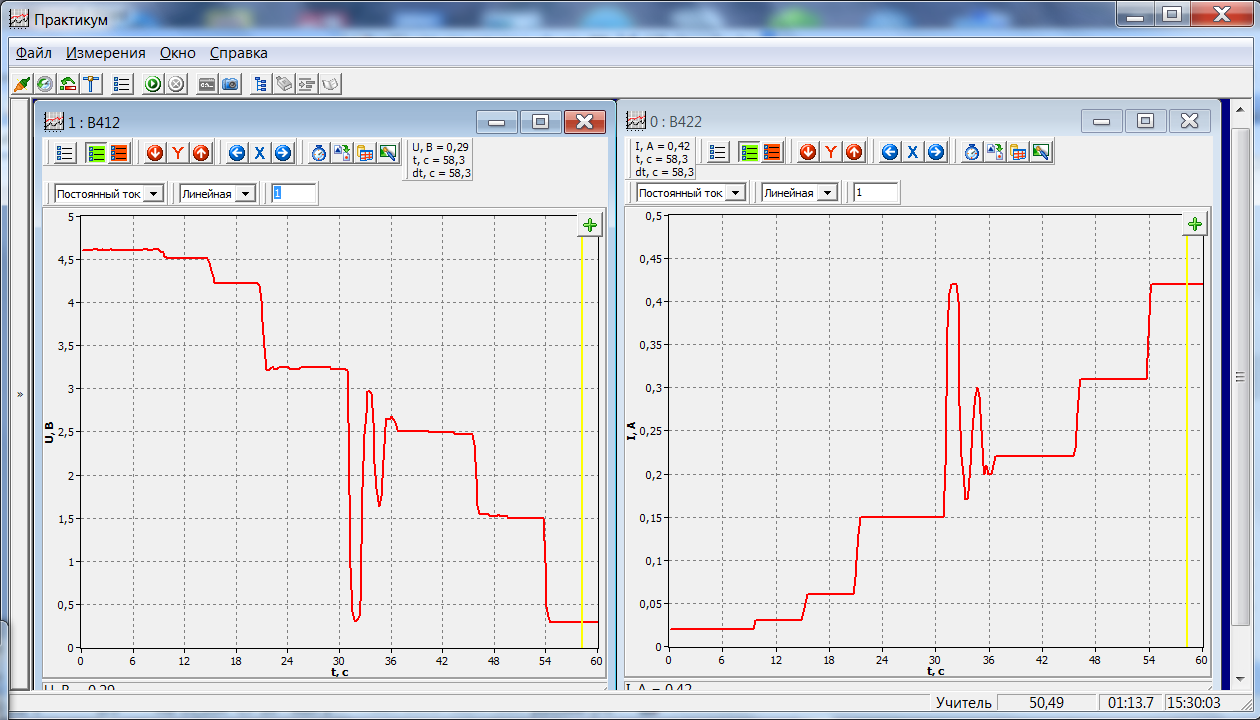 Практикум
Файл Измерения Окно Справка
»
1 : B412
U, B = 0,29
t, c = 58,3
dt, c = 58,3
Y X
Постоянный ток Линейная 1
5
4,5
4
3,5
3
2,5
2
1,5
1
0,5
0
U, B
0 6 12 18 24 30 36 42 48 54 60
t, c
U, B = 0,29
0 : B422
I, A = 0,42
t, c = 58,3
dt, c = 58,3
Y X
Постоянный ток Линейная 1
0,5
0,45
0,4
0,35
0,3
0,25
0,2
0,15
0,1
0,05
0
I, A
0 6 12 18 24 30 36 42 48 54 60
t, c
I, A = 0,42
Учитель 50,49 01:13.7 15:30:03